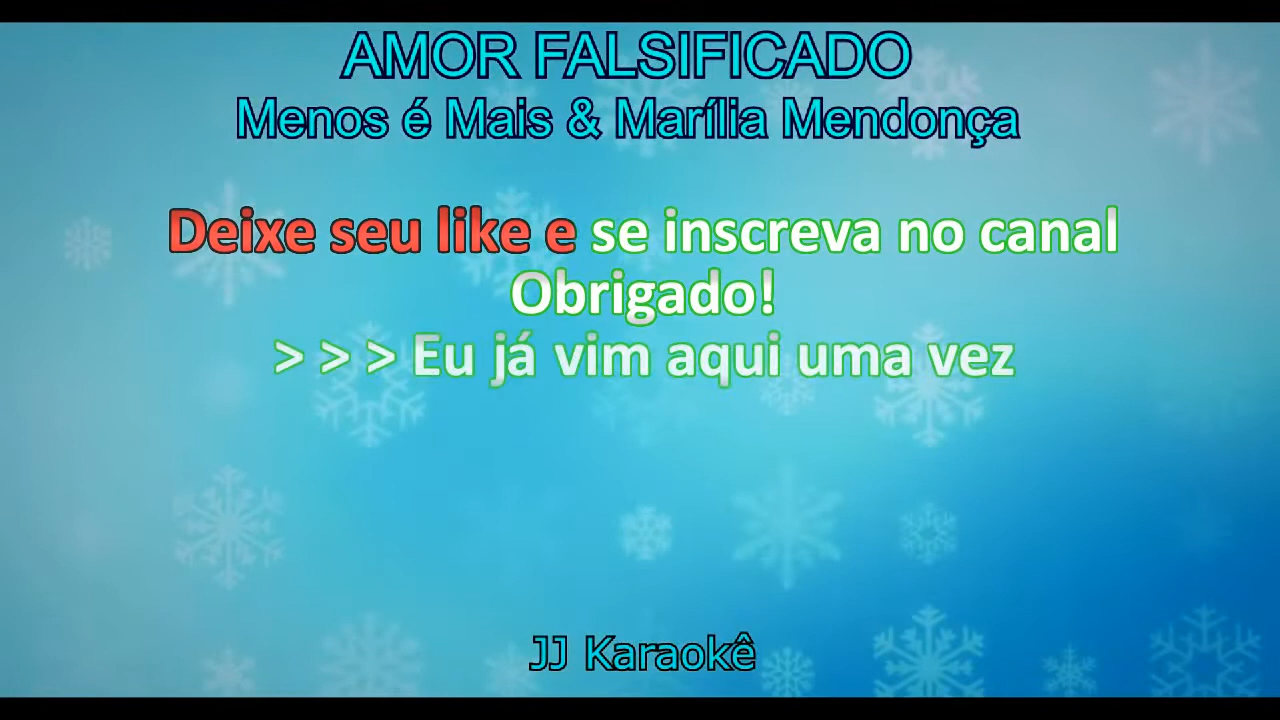 AMOR FALSIFICADO
Menos é Mais & Marília Mendonça
Deixe seu like e se inscreva no canal
Obrigado!
> > > Eu já vim aqui uma vez
JJ Karaokê